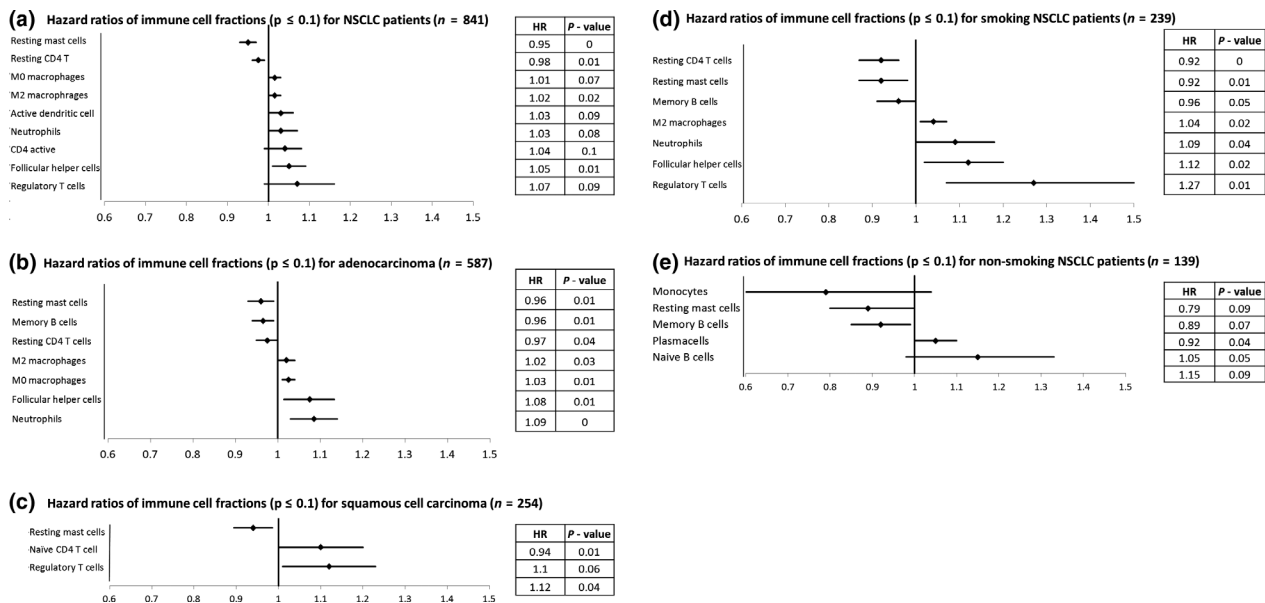 (a) Hazard ratios of immune cell fractions (p ≤ 0.1) for NSCLC patients (n = 841)
HR P - value
Resting mast cells 0.95 0
Resting CD4 T 0.98 0.01
M0 macrophages 1.01 0.07
M2 macrophrages 1.02 0.02
Active dendritic cell 1.03 0.09
Neutrophils 1.03 0.08
CD4 active 1.04 0.1
Follicular helper cells 1.05 0.01
Regulatory T cells 1.07 0.09
0.6 0.7 0.8 0.9 1 1.1 1.2 1.3 1.4 1.5
(b) Hazard ratios of immune cell fractions (p ≤ 0.1) for adenocarcinoma (n = 587)
HR P - value
Resting mast cells 0.96 0.01
Memory B cells 0.96 0.01
Resting CD4 T cells 0.97 0.04
M2 macrophages 1.02 0.03
M0 macrophages 1.03 0.01
Follicular helper cells 1.08 0.01
Neutrophils 1.09 0
0.6 0.7 0.8 0.9 1 1.1 1.2 1.3 1.4 1.5
(c) Hazard ratios of immune cell fractions (p ≤ 0.1) for squamous cell carcinoma (n = 254)
HR P - value
Resting mast cells 0.94 0.01
Naïve CD4 T cell 1.1 0.06
Regulatory T cells 1.12 0.04
0.6 0.7 0.8 0.9 1 1.1 1.2 1.3 1.4 1.5
(d) Hazard ratios of immune cell fractions (p ≤ 0.1) for smoking NSCLC patients (n = 239)
HR P - value
Resting CD4 T cells 0.92 0
Resting mast cells 0.92 0.01
Memory B cells 0.96 0.05
M2 macrophages 1.04 0.02
Neutrophils 1.09 0.04
Follicular helper cells 1.12 0.02
Regulatory T cells 1.27 0.01
0.6 0.7 0.8 0.9 1 1.1 1.2 1.3 1.4 1.5
(e) Hazard ratios of immune cell fractions (p ≤ 0.1) for non-smoking NSCLC patients (n = 139)
HR P - value
Monocytes 0.79 0.09
Resting mast cells 0.89 0.07
Memory B cells 0.92 0.04
Plasmacells 1.05 0.05
Naive B cells 1.15 0.09
0.6 0.7 0.8 0.9 1 1.1 1.2 1.3 1.4 1.5